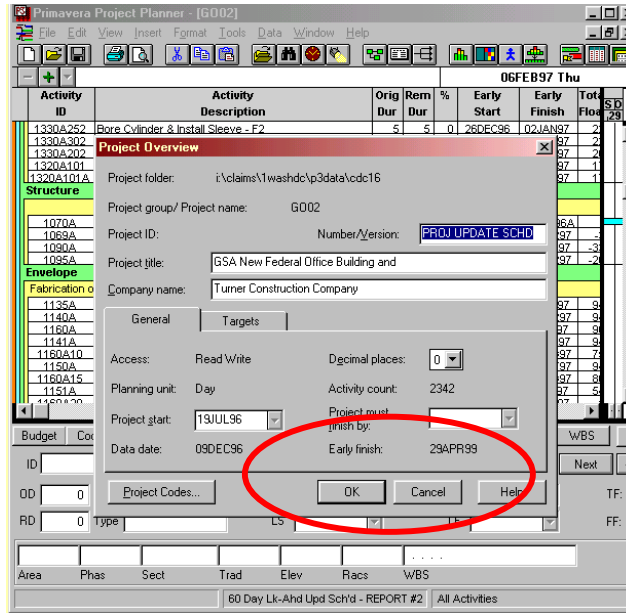 Primavera Project Planner - [GO02]
File Edit View Insert Format Tools Data Window Help
06FEB97 Thu
Activity ID Activity Description Orig Dur Rem Dur % Early Start Early Finish
S O
,29
1330A252 Bore Cylinder & Install Sleeve - F2 5 5 0 26DEC96 02JAN97
1330A302
1330A202
1320A101
1320A101A
Structure
1070A
1069A
1090A
1095A
Envelope
Fabrication o
1135A
1140A
1160A
1141A
1160A10
1150A
1160A15
1151A
Project Overview
Project folder: i:\claims\1washdc\p3data\cdc16
Project group/ Project name: GO02
Project ID: Number/Version: PROJ UPDATE SCHD
Project title: GSA New Federal Office Building and
Company name: Turner Construction Company
General Targets
Access: Read Write Decimal places: 0
Planning unit: Day Activity count: 2342
Project start: 19JUL96 Project must finish by:
Data date: 09DEC96 Early finish: 29APR99
Project Codes... OK Cancel Help
Budget WBS
ID Next
OD 0 TF:
RD 0 Type FF:
. . . .
Area Phas Sect Trad Elev Racs WBS
60 Day Lk-Ahd Upd Sch'd - REPORT #2 All Activities